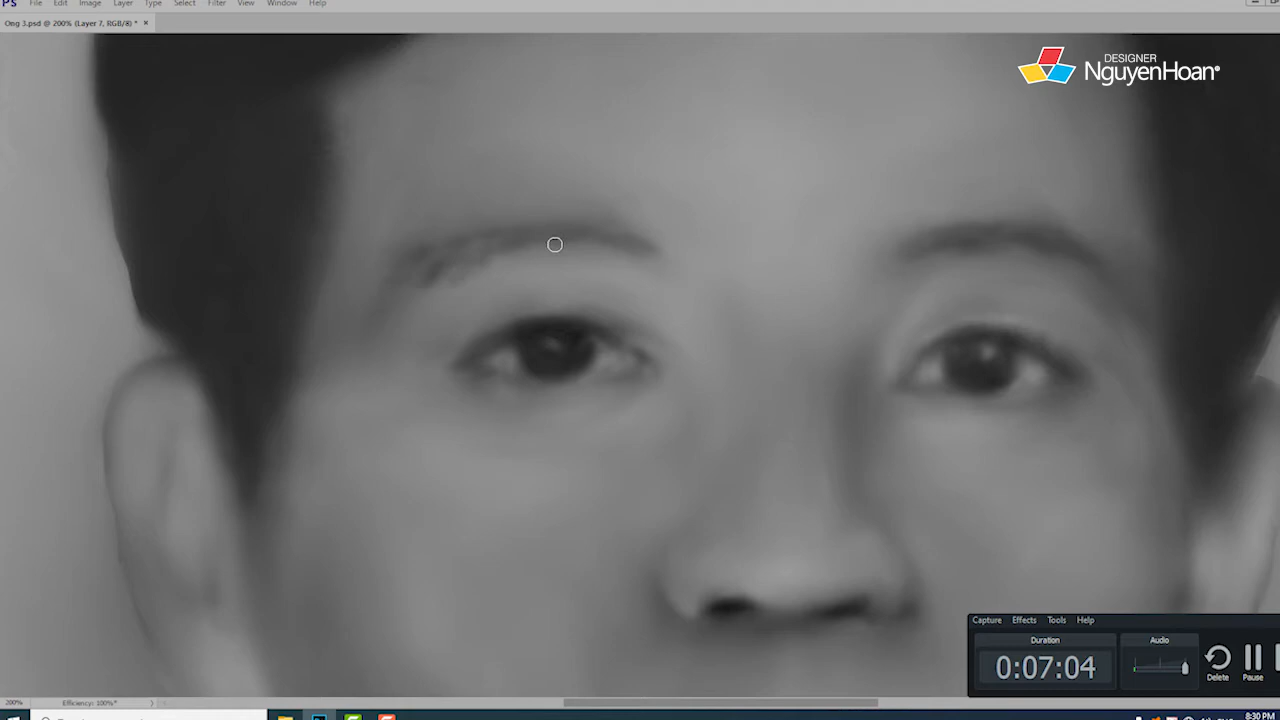 Ps File Edit Image Layer Type Select Filter View Window Help
Ong 3.psd @ 200% (Layer 7, RGB/8) * ×
DESIGNER
NguyenHoan®
Capture Effects Tools Help
Duration
Audio
0:07:04
Delete
Pause
200%
Efficiency: 100%*
8:30 PM